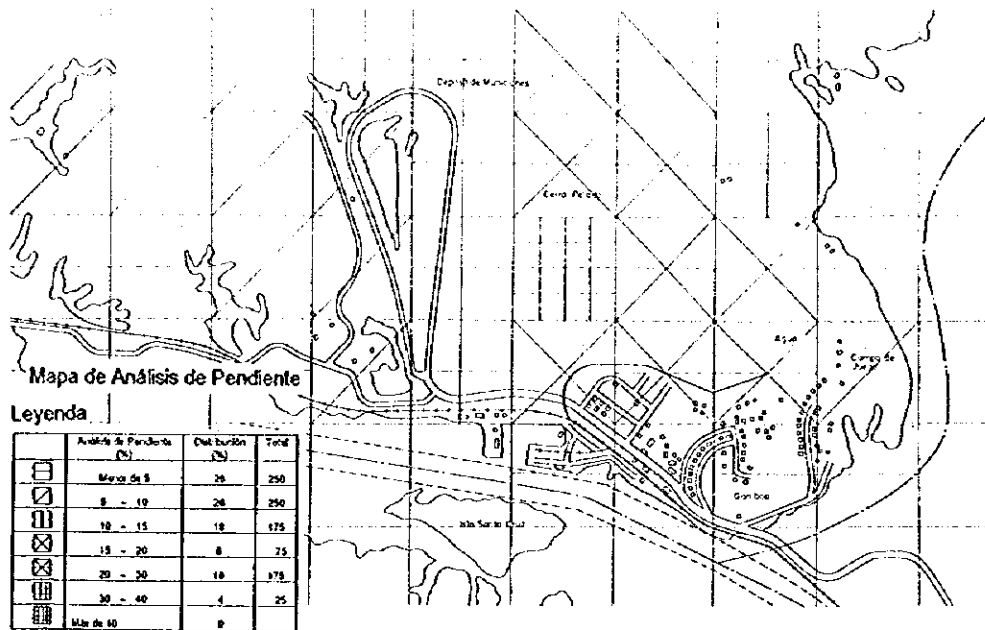 Deposito de Municiones
Cerro Pelado
Agua
Campo de
Juego
Mapa de Análisis de Pendiente
Leyenda
Análisis de Pendiente (%) Distribución (%) Total
Menos de 5 26 250
5 - 10 26 250
10 - 15 18 175
15 - 20 8 75
20 - 30 18 175
30 - 40 4 25
Más de 40 0
Isla Santa Cruz
Gamboa